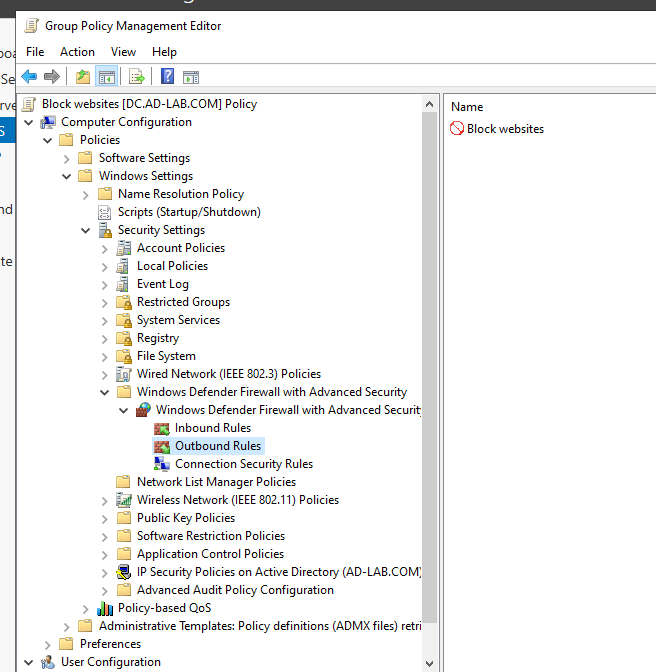 Group Policy Management Editor
File Action View Help
Block websites [DC.AD-LAB.COM] Policy
Computer Configuration
Policies
Software Settings
Windows Settings
Name Resolution Policy
Scripts (Startup/Shutdown)
Security Settings
Account Policies
Local Policies
Event Log
Restricted Groups
System Services
Registry
File System
Wired Network (IEEE 802.3) Policies
Windows Defender Firewall with Advanced Security
Windows Defender Firewall with Advanced Securit
Inbound Rules
Outbound Rules
Connection Security Rules
Network List Manager Policies
Wireless Network (IEEE 802.11) Policies
Public Key Policies
Software Restriction Policies
Application Control Policies
IP Security Policies on Active Directory (AD-LAB.COM)
Advanced Audit Policy Configuration
Policy-based QoS
Administrative Templates: Policy definitions (ADMX files) retri
Preferences
User Configuration
Name
Block websites